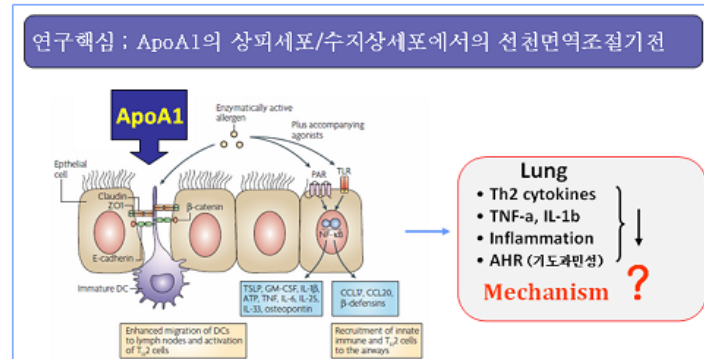 연구핵심 ; ApoA1의 상피세포/수지상세포에서의 선천면역조절기전
ApoA1
Enzymatically active
allergen
Plus accompanying
agonists
Epthelial
cell
PAR
TLR
Claudin
ZO1
β-catenin
NF-κB
E-cadherin
Immature DC
TSLP, GM-CSF, IL-1β,
ATP, TNF, IL-6, IL-25,
IL-33, osteopontin
CCL17, CCL20,
β-defensins
Enhanced migration of DCs
to lymph nodes and activation
of TH2 cells
Recruitment of innate
immune and TH2 cells
to the airways
Lung
• Th2 cytokines
• TNF-a, IL-1b
• Inflammation
• AHR (기도과민성)
Mechanism ?